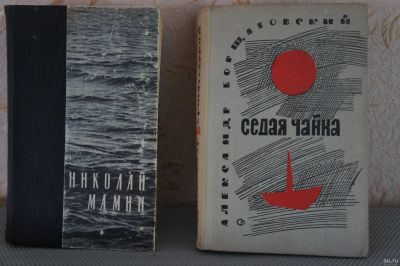 НИКОЛАЙ
МАМИН
АЛЕКСАНДР БОРЩАГОВСКИЙ
СЕДАЯ ЧАЙКА